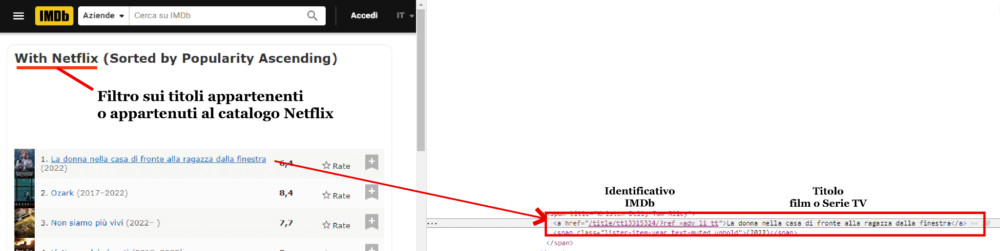 IMDb
Aziende
Cerca su IMDb
Accedi
IT
With Netflix (Sorted by Popularity Ascending)
Filtro sui titoli appartenenti
o appartenuti al catalogo Netflix
1. La donna nella casa di fronte alla ragazza dalla finestra
(2022)
6,4
Rate
2. Ozark (2017–2022)
8,4
Rate
3. Non siamo più vivi (2022– )
7,7
Rate
Identificativo
IMDb
Titolo
film o Serie TV
<span title="Kristen Bell, Tom Riley">
...
<a href="/title/tt13315324/?ref_=adv_li_tt">La donna nella casa di fronte alla ragazza dalla finestra</a> == $0
<span class="lister-item-year text-muted unbold">(2022)</span>
</span>